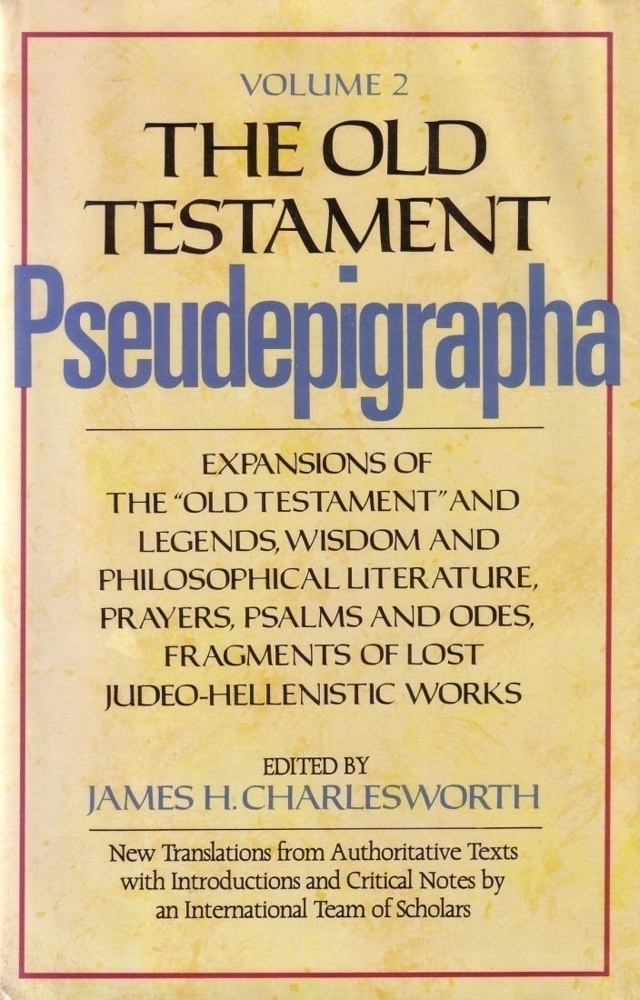 VOLUME 2
THE OLD
TESTAMENT
Pseudepigrapha
EXPANSIONS OF
THE “OLD TESTAMENT” AND
LEGENDS, WISDOM AND
PHILOSOPHICAL LITERATURE,
PRAYERS, PSALMS AND ODES,
FRAGMENTS OF LOST
JUDEO-HELLENISTIC WORKS
EDITED BY
JAMES H. CHARLESWORTH
New Translations from Authoritative Texts
with Introductions and Critical Notes by
an International Team of Scholars